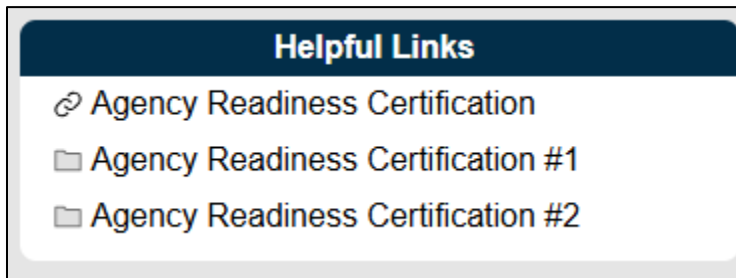 Helpful Links
Agency Readiness Certification
Agency Readiness Certification #1
Agency Readiness Certification #2